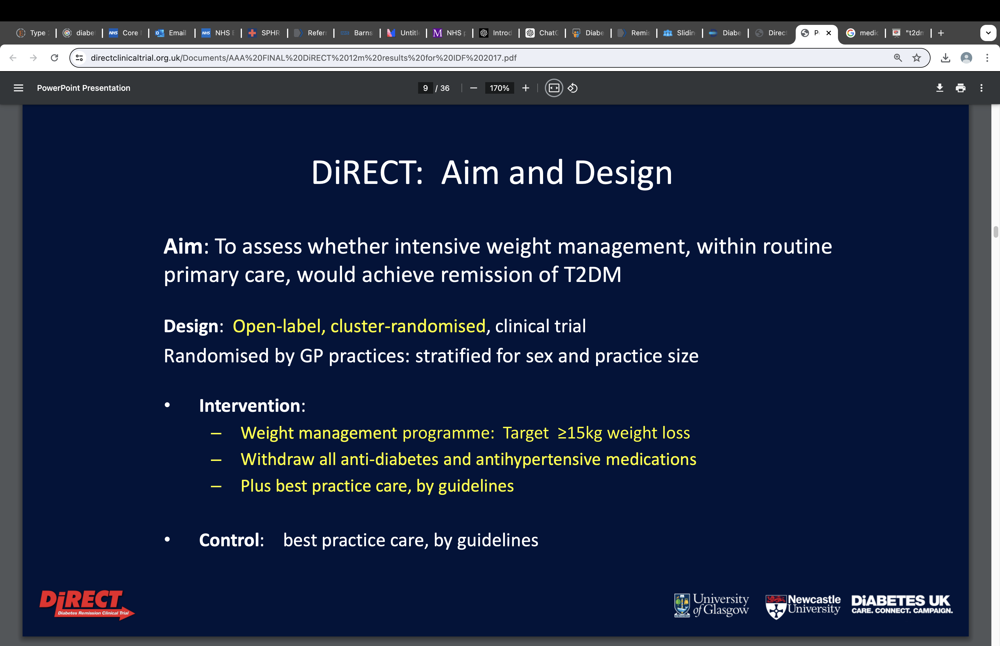 Type
diabet
Core
Email
NHS E
SPHR
Referr
Barns
Untitl
NHS p
Introd
ChatG
Diabe
Remis
Slidin
Diabe
Direct
P
medic
"t2dm
directclinicaltrial.org.uk/Documents/AAA%20FINAL%20DiRECT%2012m%20results%20for%20IDF%202017.pdf
PowerPoint Presentation
9 / 36
170%
DiRECT: Aim and Design
Aim: To assess whether intensive weight management, within routine
primary care, would achieve remission of T2DM
Design: Open-label, cluster-randomised, clinical trial
Randomised by GP practices: stratified for sex and practice size
• Intervention:
– Weight management programme: Target ≥15kg weight loss
– Withdraw all anti-diabetes and antihypertensive medications
– Plus best practice care, by guidelines
• Control: best practice care, by guidelines
DiRECT
Diabetes Remission Clinical Trial
University
of Glasgow
Newcastle
University
DiABETES UK
CARE. CONNECT. CAMPAIGN.